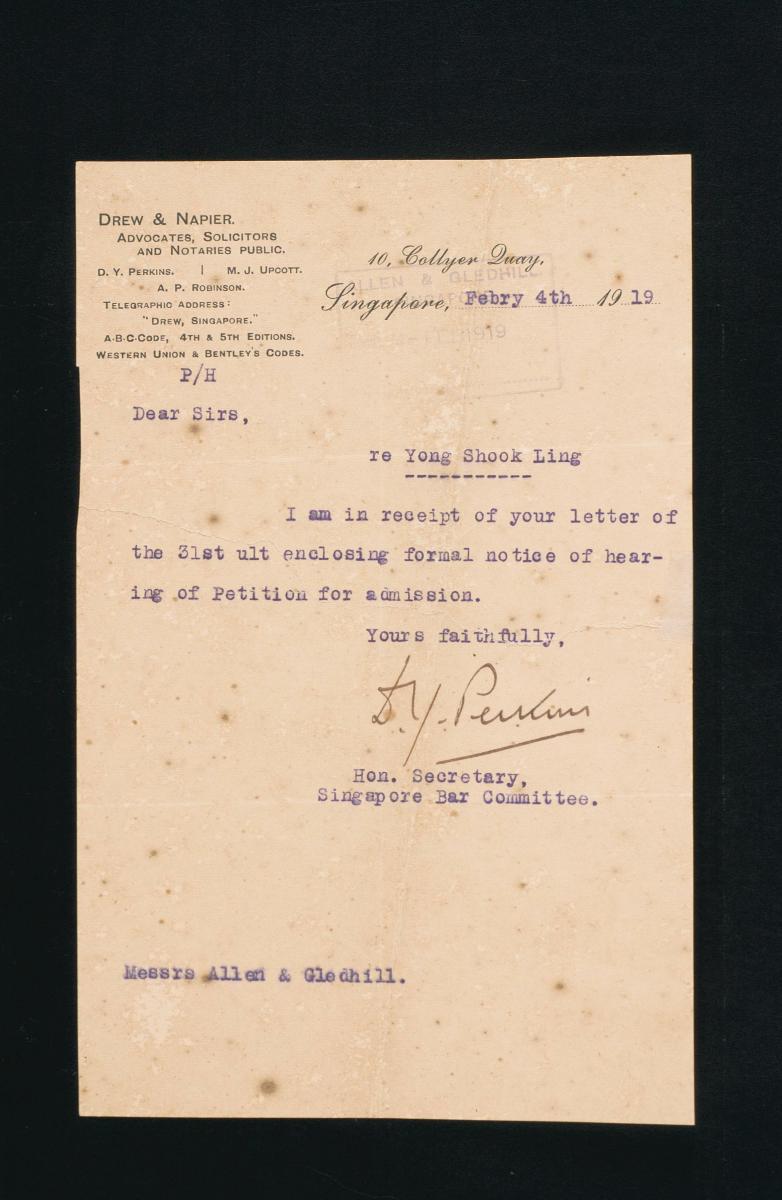 DREW & NAPIER.
ADVOCATES, SOLICITORS
AND NOTARIES PUBLIC.
D. Y. PERKINS. | M. J. UPCOTT.
A. P. ROBINSON.
TELEGRAPHIC ADDRESS:
"DREW, SINGAPORE."
A·B·C·CODE, 4TH & 5TH EDITIONS.
WESTERN UNION & BENTLEY'S CODES.
10, Collyer Quay,
Singapore, Febry 4th 1919
ALLEN & GLEDHILL
1919
P/H
Dear Sirs,
re Yong Shook Ling
-----------
I am in receipt of your letter of
the 31st ult enclosing formal notice of hear-
ing of Petition for admission.
Yours faithfully,
D. Y. Perkins
Hon. Secretary,
Singapore Bar Committee.
Messrs Allen & Gledhill.